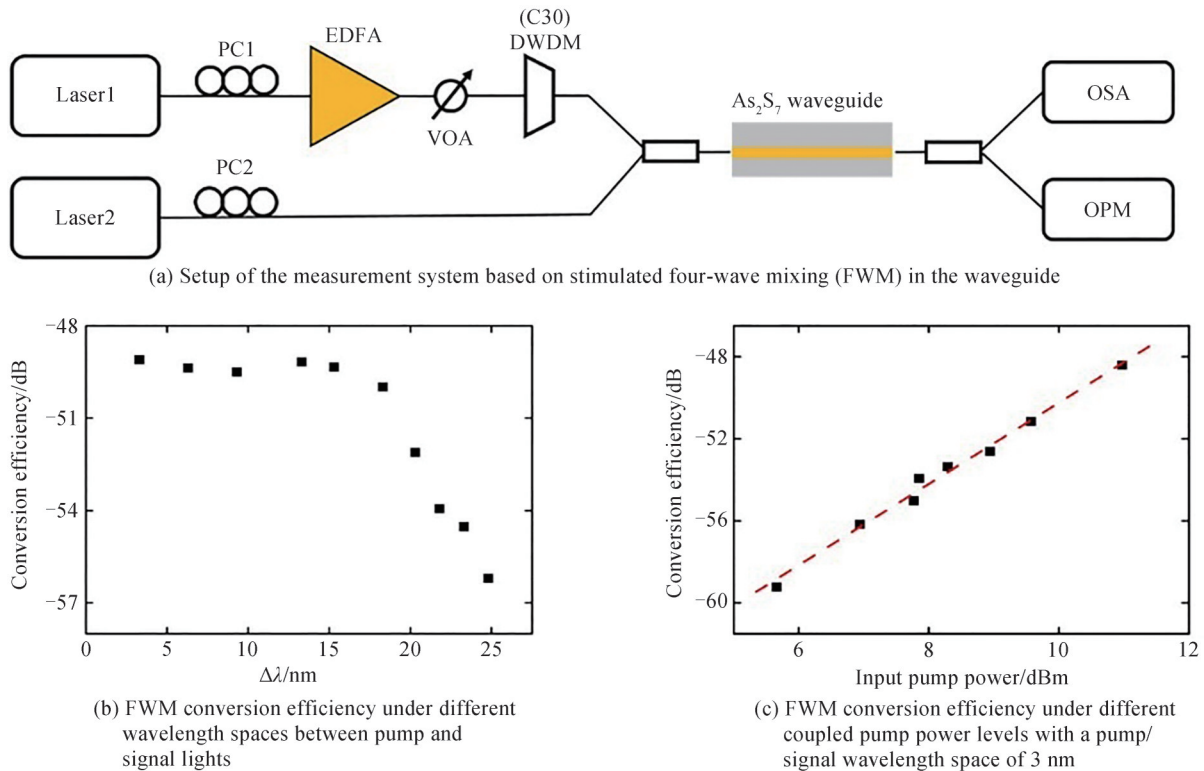 Laser1
PC1
EDFA
VOA
(C30)
DWDM
Laser2
PC2
As₂S₇ waveguide
OSA
OPM
(a) Setup of the measurement system based on stimulated four-wave mixing (FWM) in the waveguide
Conversion efficiency/dB
−48
−51
−54
−57
0 5 10 15 20 25
Δλ/nm
(b) FWM conversion efficiency under different
wavelength spaces between pump and
signal lights
Conversion efficiency/dB
−48
−52
−56
−60
6 8 10 12
Input pump power/dBm
(c) FWM conversion efficiency under different
coupled pump power levels with a pump/
signal wavelength space of 3 nm